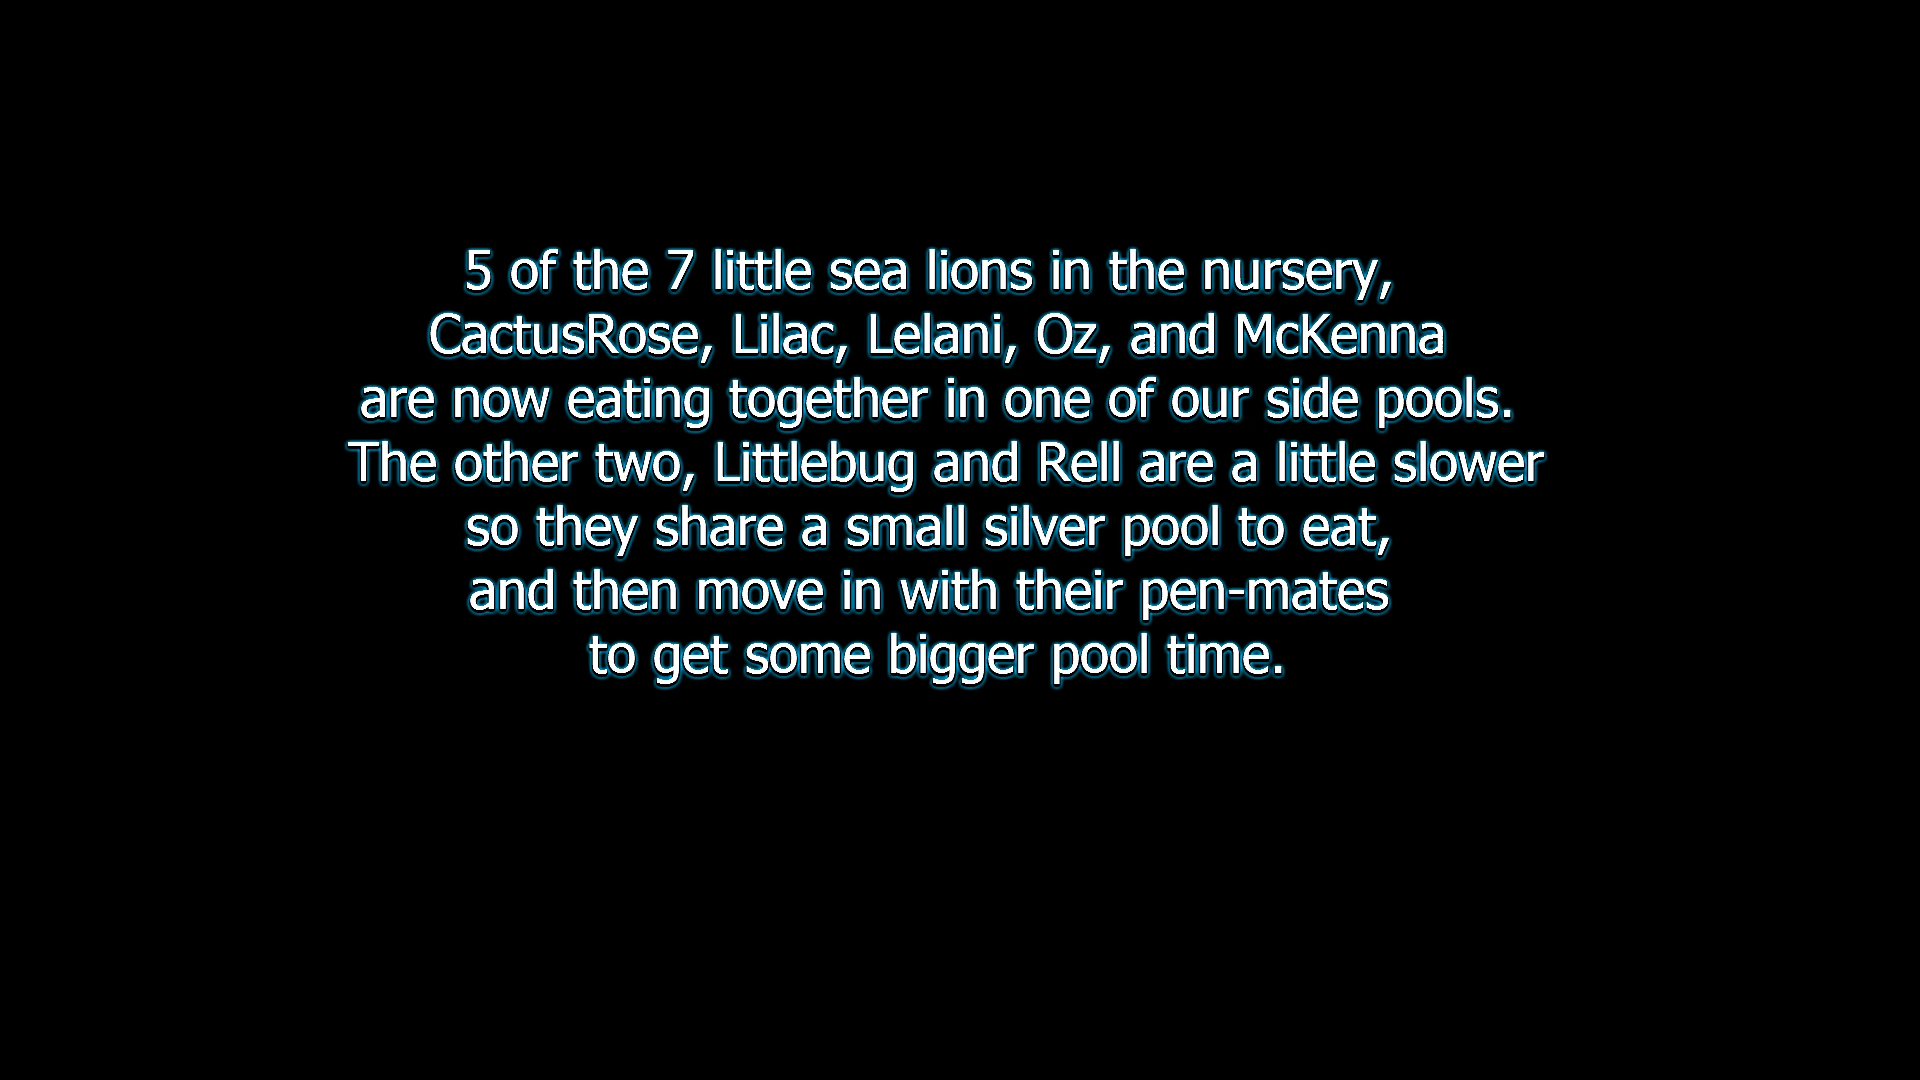 5 of the 7 little sea lions in the nursery,
CactusRose, Lilac, Lelani, Oz, and McKenna
are now eating together in one of our side pools.
The other two, Littlebug and Rell are a little slower
so they share a small silver pool to eat,
and then move in with their pen-mates
to get some bigger pool time.